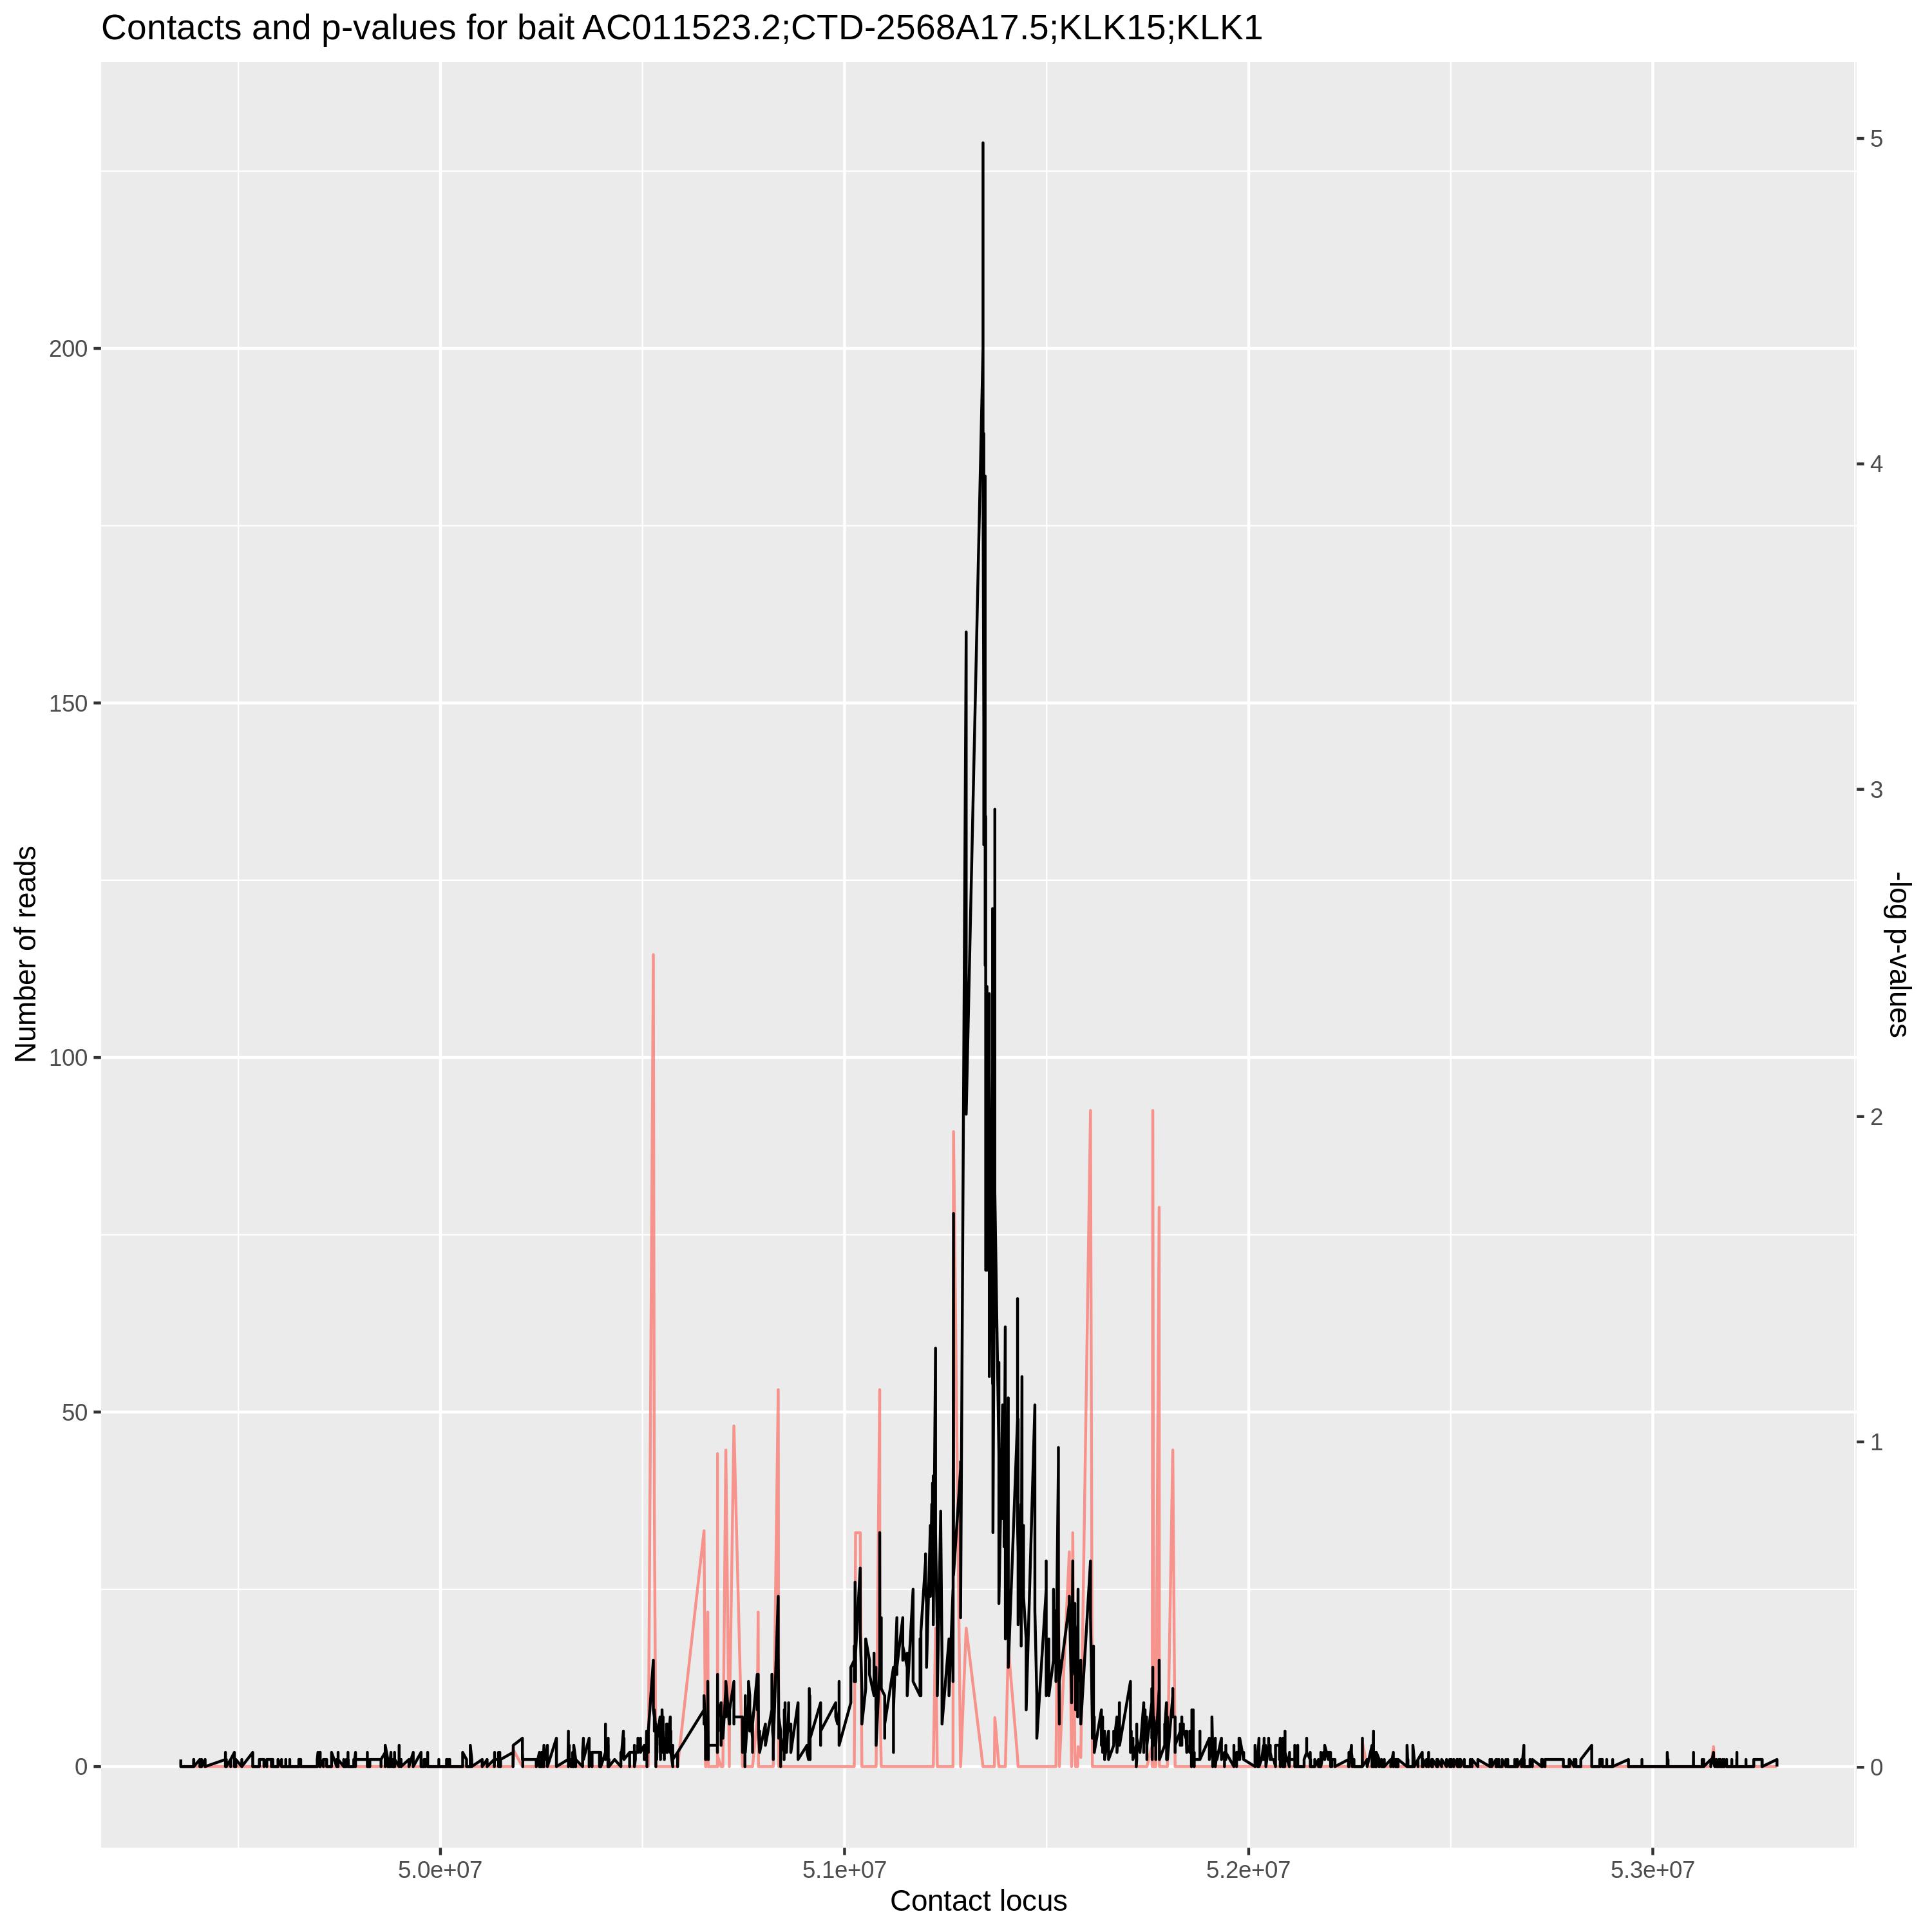 Contacts and p-values for bait AC011523.2;CTD-2568A17.5;KLK15;KLK1
Number of reads
200
150
100
50
0
5
4
3
2
1
0
-log p-values
5.0e+07
5.1e+07
5.2e+07
5.3e+07
Contact locus